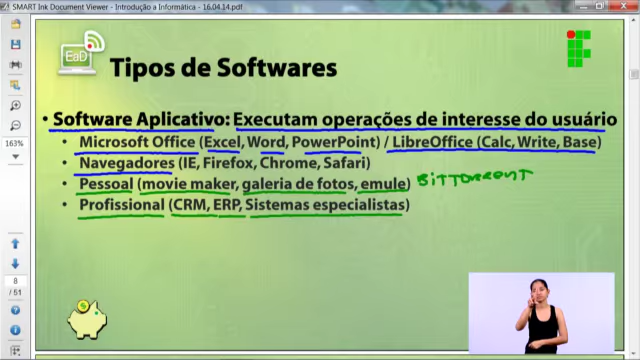 SMART Ink Document Viewer - Introdução a Informática - 16.04.14.pdf
EaD
Tipos de Softwares
• Software Aplicativo: Executam operações de interesse do usuário
• Microsoft Office (Excel, Word, PowerPoint) / LibreOffice (Calc, Write, Base)
• Navegadores (IE, Firefox, Chrome, Safari)
• Pessoal (movie maker, galeria de fotos, emule) BITTORRENT
• Profissional (CRM, ERP, Sistemas especialistas)
163%
8
/ 51
$